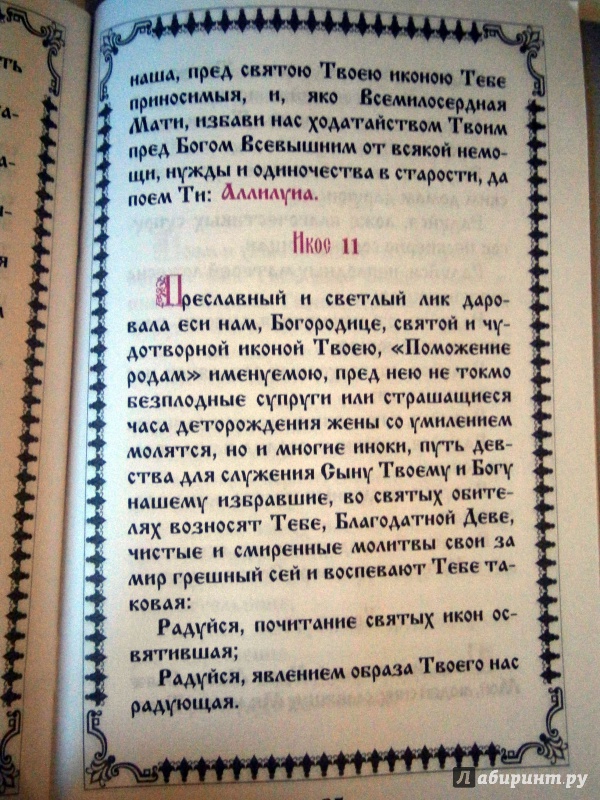 наша, пред святою Твоею иконою Тебе
приносимыя, и, яко Всемилосердная
Мати, избави нас ходатайством Твоим
пред Богом Всевышним от всякой немо-
щи, нужды и одиночества в старости, да
поем Ти: Аллилуиа.
Икос 11
Преславный и светлый лик даро-
вала еси нам, Богородице, святой и чу-
дотворной иконой Твоею, «Поможение
родам» именуемою, пред нею не токмо
безплодные супруги или страшащиеся
часа деторождения жены со умилением
молятся, но и многие иноки, путь дев-
ства для служения Сыну Твоему и Богу
нашему избравшие, во святых обите-
лях возносят Тебе, Благодатной Деве,
чистые и смиренные молитвы свои за
мир грешный сей и воспевают Тебе та-
ковая:
Радуйся, почитание святых икон ос-
вятившая;
Радуйся, явлением образа Твоего нас
радующая.
Лабиринт.ру